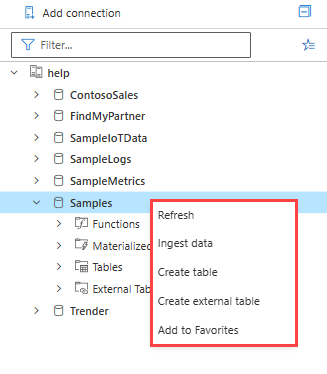 Add connection
Filter...
help
ContosoSales
FindMyPartner
SampleIoTData
SampleLogs
SampleMetrics
Samples
Functions
Materialized
Tables
External Tab
Trender
Refresh
Ingest data
Create table
Create external table
Add to Favorites